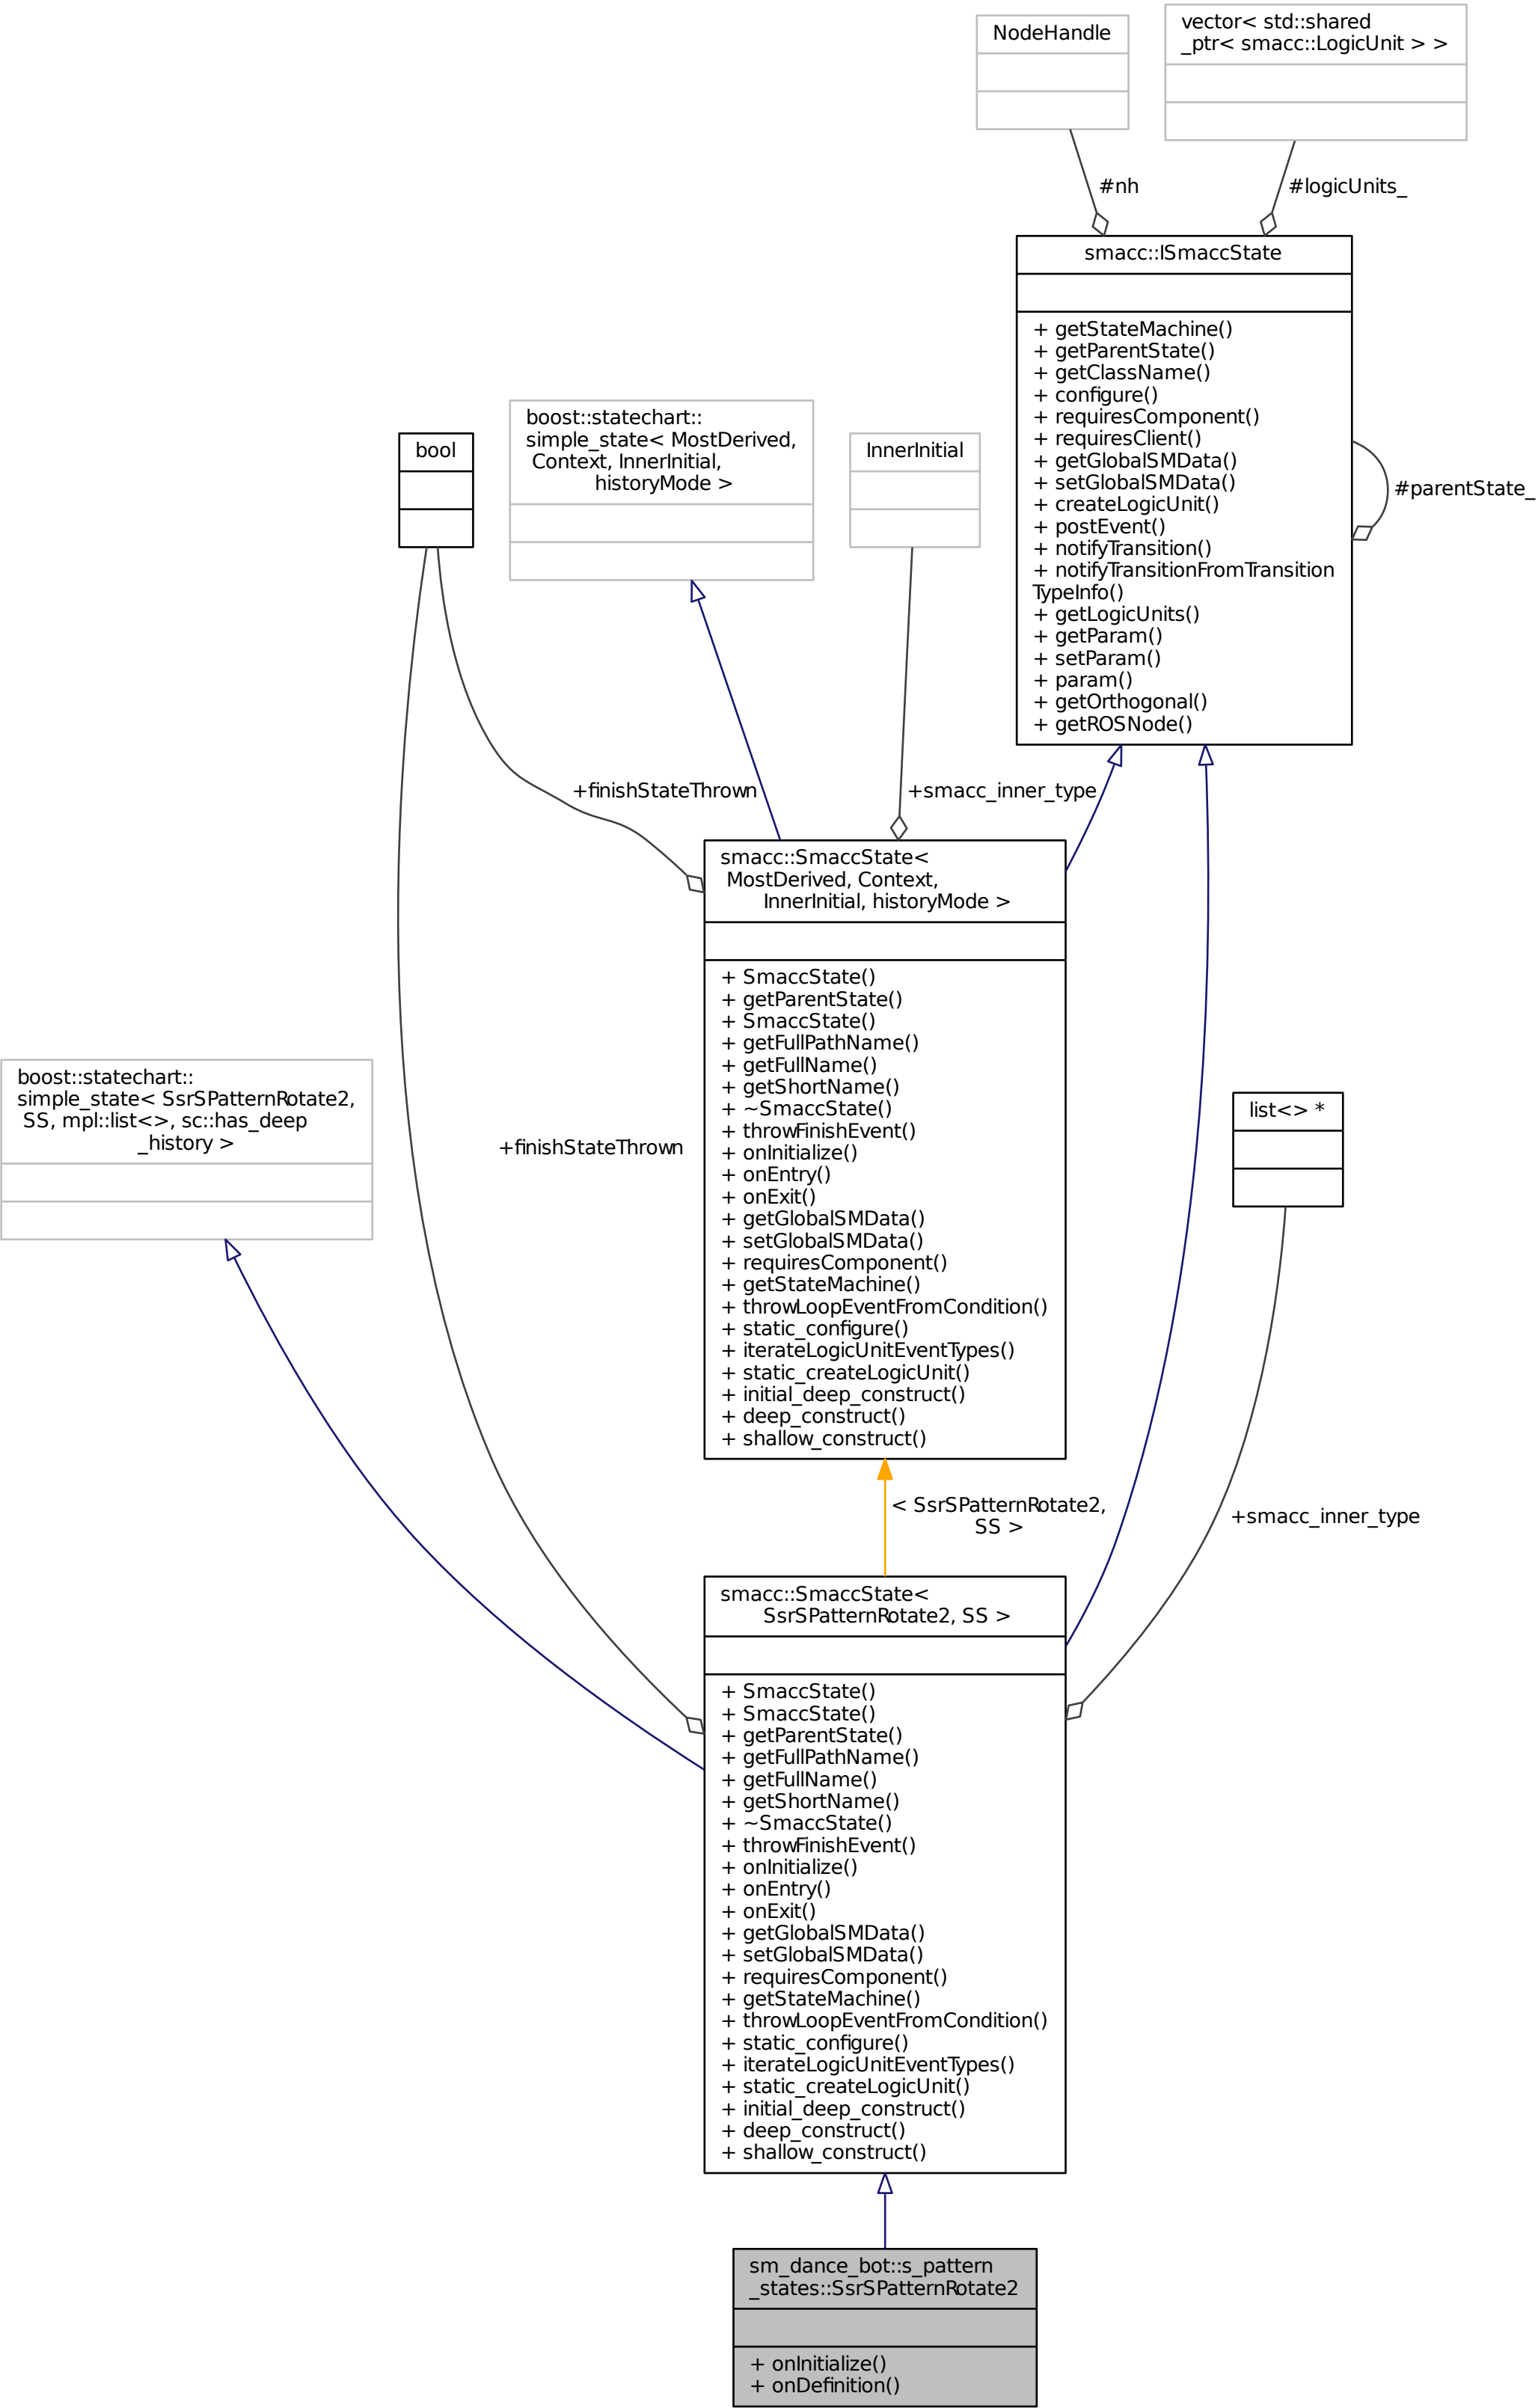 NodeHandle
vector< std::shared
_ptr< smacc::LogicUnit > >
#nh
#logicUnits_
smacc::ISmaccState
+ getStateMachine()
+ getParentState()
+ getClassName()
+ configure()
+ requiresComponent()
+ requiresClient()
+ getGlobalSMData()
+ setGlobalSMData()
+ createLogicUnit()
+ postEvent()
+ notifyTransition()
+ notifyTransitionFromTransition
TypeInfo()
+ getLogicUnits()
+ getParam()
+ setParam()
+ param()
+ getOrthogonal()
+ getROSNode()
#parentState_
bool
boost::statechart::
simple_state< MostDerived,
Context, InnerInitial,
historyMode >
InnerInitial
+finishStateThrown
+smacc_inner_type
smacc::SmaccState<
MostDerived, Context,
InnerInitial, historyMode >
+ SmaccState()
+ getParentState()
+ SmaccState()
+ getFullPathName()
+ getFullName()
+ getShortName()
+ ~SmaccState()
+ throwFinishEvent()
+ onInitialize()
+ onEntry()
+ onExit()
+ getGlobalSMData()
+ setGlobalSMData()
+ requiresComponent()
+ getStateMachine()
+ throwLoopEventFromCondition()
+ static_configure()
+ iterateLogicUnitEventTypes()
+ static_createLogicUnit()
+ initial_deep_construct()
+ deep_construct()
+ shallow_construct()
boost::statechart::
simple_state< SsrSPatternRotate2,
SS, mpl::list<>, sc::has_deep
_history >
+finishStateThrown
list<> *
< SsrSPatternRotate2,
SS >
+smacc_inner_type
smacc::SmaccState<
SsrSPatternRotate2, SS >
+ SmaccState()
+ SmaccState()
+ getParentState()
+ getFullPathName()
+ getFullName()
+ getShortName()
+ ~SmaccState()
+ throwFinishEvent()
+ onInitialize()
+ onEntry()
+ onExit()
+ getGlobalSMData()
+ setGlobalSMData()
+ requiresComponent()
+ getStateMachine()
+ throwLoopEventFromCondition()
+ static_configure()
+ iterateLogicUnitEventTypes()
+ static_createLogicUnit()
+ initial_deep_construct()
+ deep_construct()
+ shallow_construct()
sm_dance_bot::s_pattern
_states::SsrSPatternRotate2
+ onInitialize()
+ onDefinition()